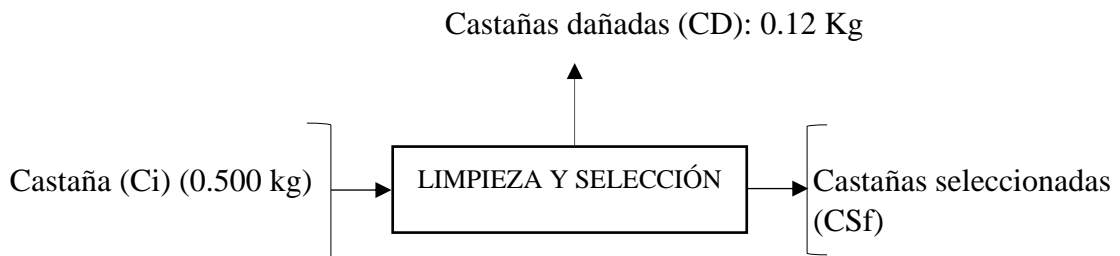 Castañas dañadas (CD): 0.12 Kg
Castaña (Ci) (0.500 kg)
LIMPIEZA Y SELECCIÓN
Castañas seleccionadas
(CSf)